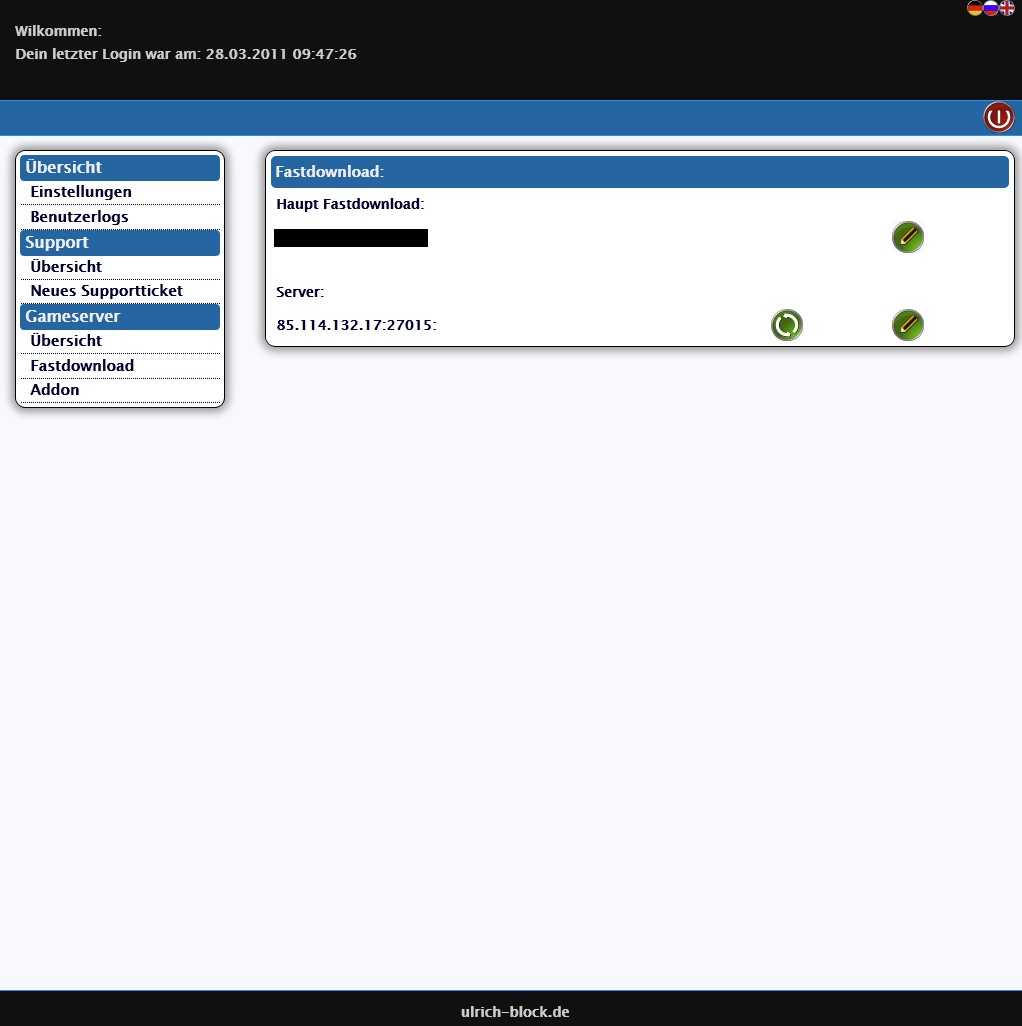 Wilkommen:
Dein letzter Login war am: 28.03.2011 09:47:26
Übersicht
Einstellungen
Benutzerlogs
Support
Übersicht
Neues Supportticket
Gameserver
Übersicht
Fastdownload
Addon
Fastdownload:
Haupt Fastdownload:
Server:
85.114.132.17:27015:
ulrich-block.de